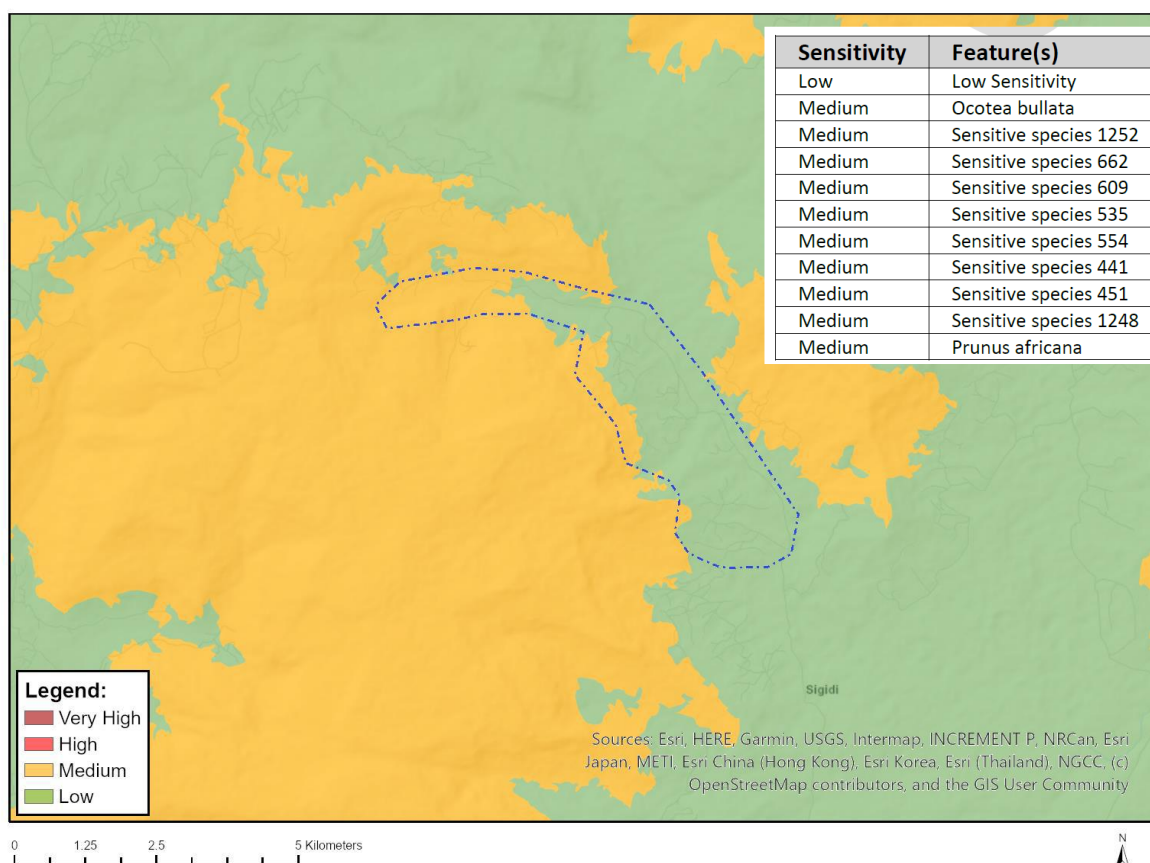 Sensitivity Feature(s)
Low Low Sensitivity
Medium Ocotea bullata
Medium Sensitive species 1252
Medium Sensitive species 662
Medium Sensitive species 609
Medium Sensitive species 535
Medium Sensitive species 554
Medium Sensitive species 441
Medium Sensitive species 451
Medium Sensitive species 1248
Medium Prunus africana
Legend:
Very High
High
Medium
Low
Sigidi
Sources: Esri, HERE, Garmin, USGS, Intermap, INCREMENT P, NRCan, Esri
Japan, METI, Esri China (Hong Kong), Esri Korea, Esri (Thailand), NGCC, (c)
OpenStreetMap contributors, and the GIS User Community
0 1.25 2.5 5 Kilometers
N